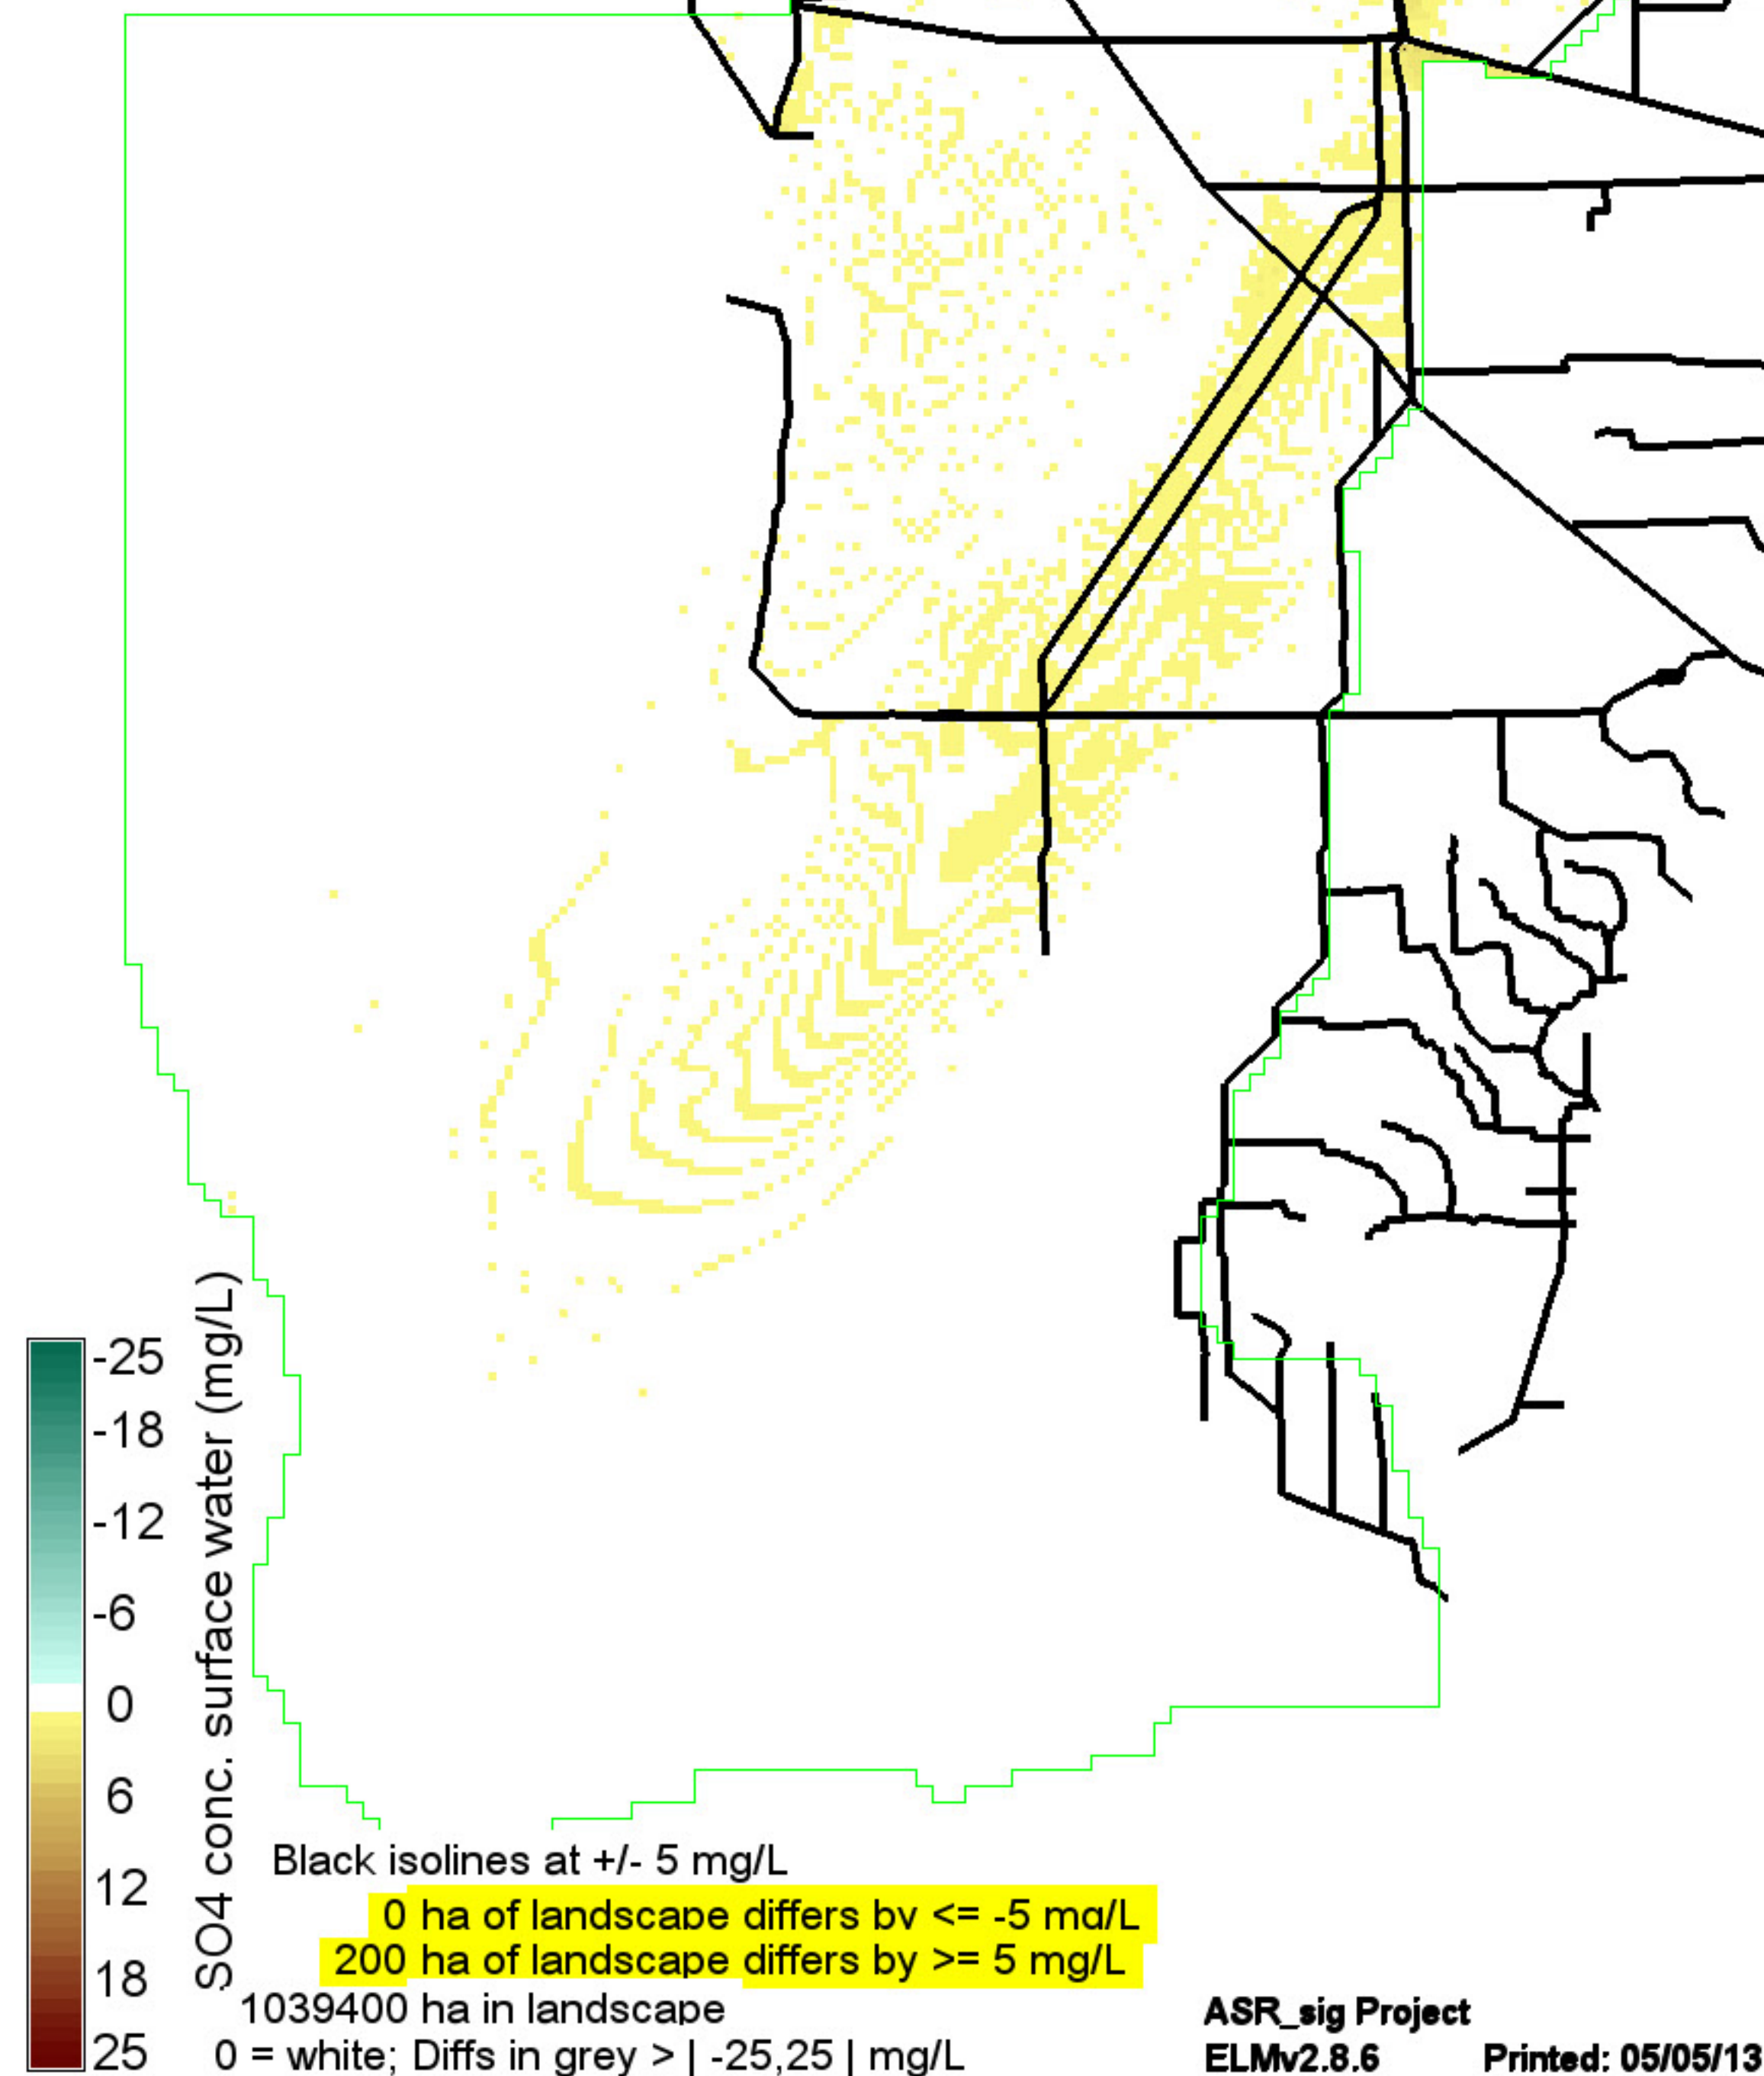 -25
-18
-12
-6
0
6
12
18
25
SO4 conc. surface water (mg/L)
Black isolines at +/- 5 mg/L
0 ha of landscape differs by <= -5 mg/L
200 ha of landscape differs by >= 5 mg/L
1039400 ha in landscape
0 = white; Diffs in grey > | -25,25 | mg/L
ASR_sig Project
ELMv2.8.6 Printed: 05/05/13